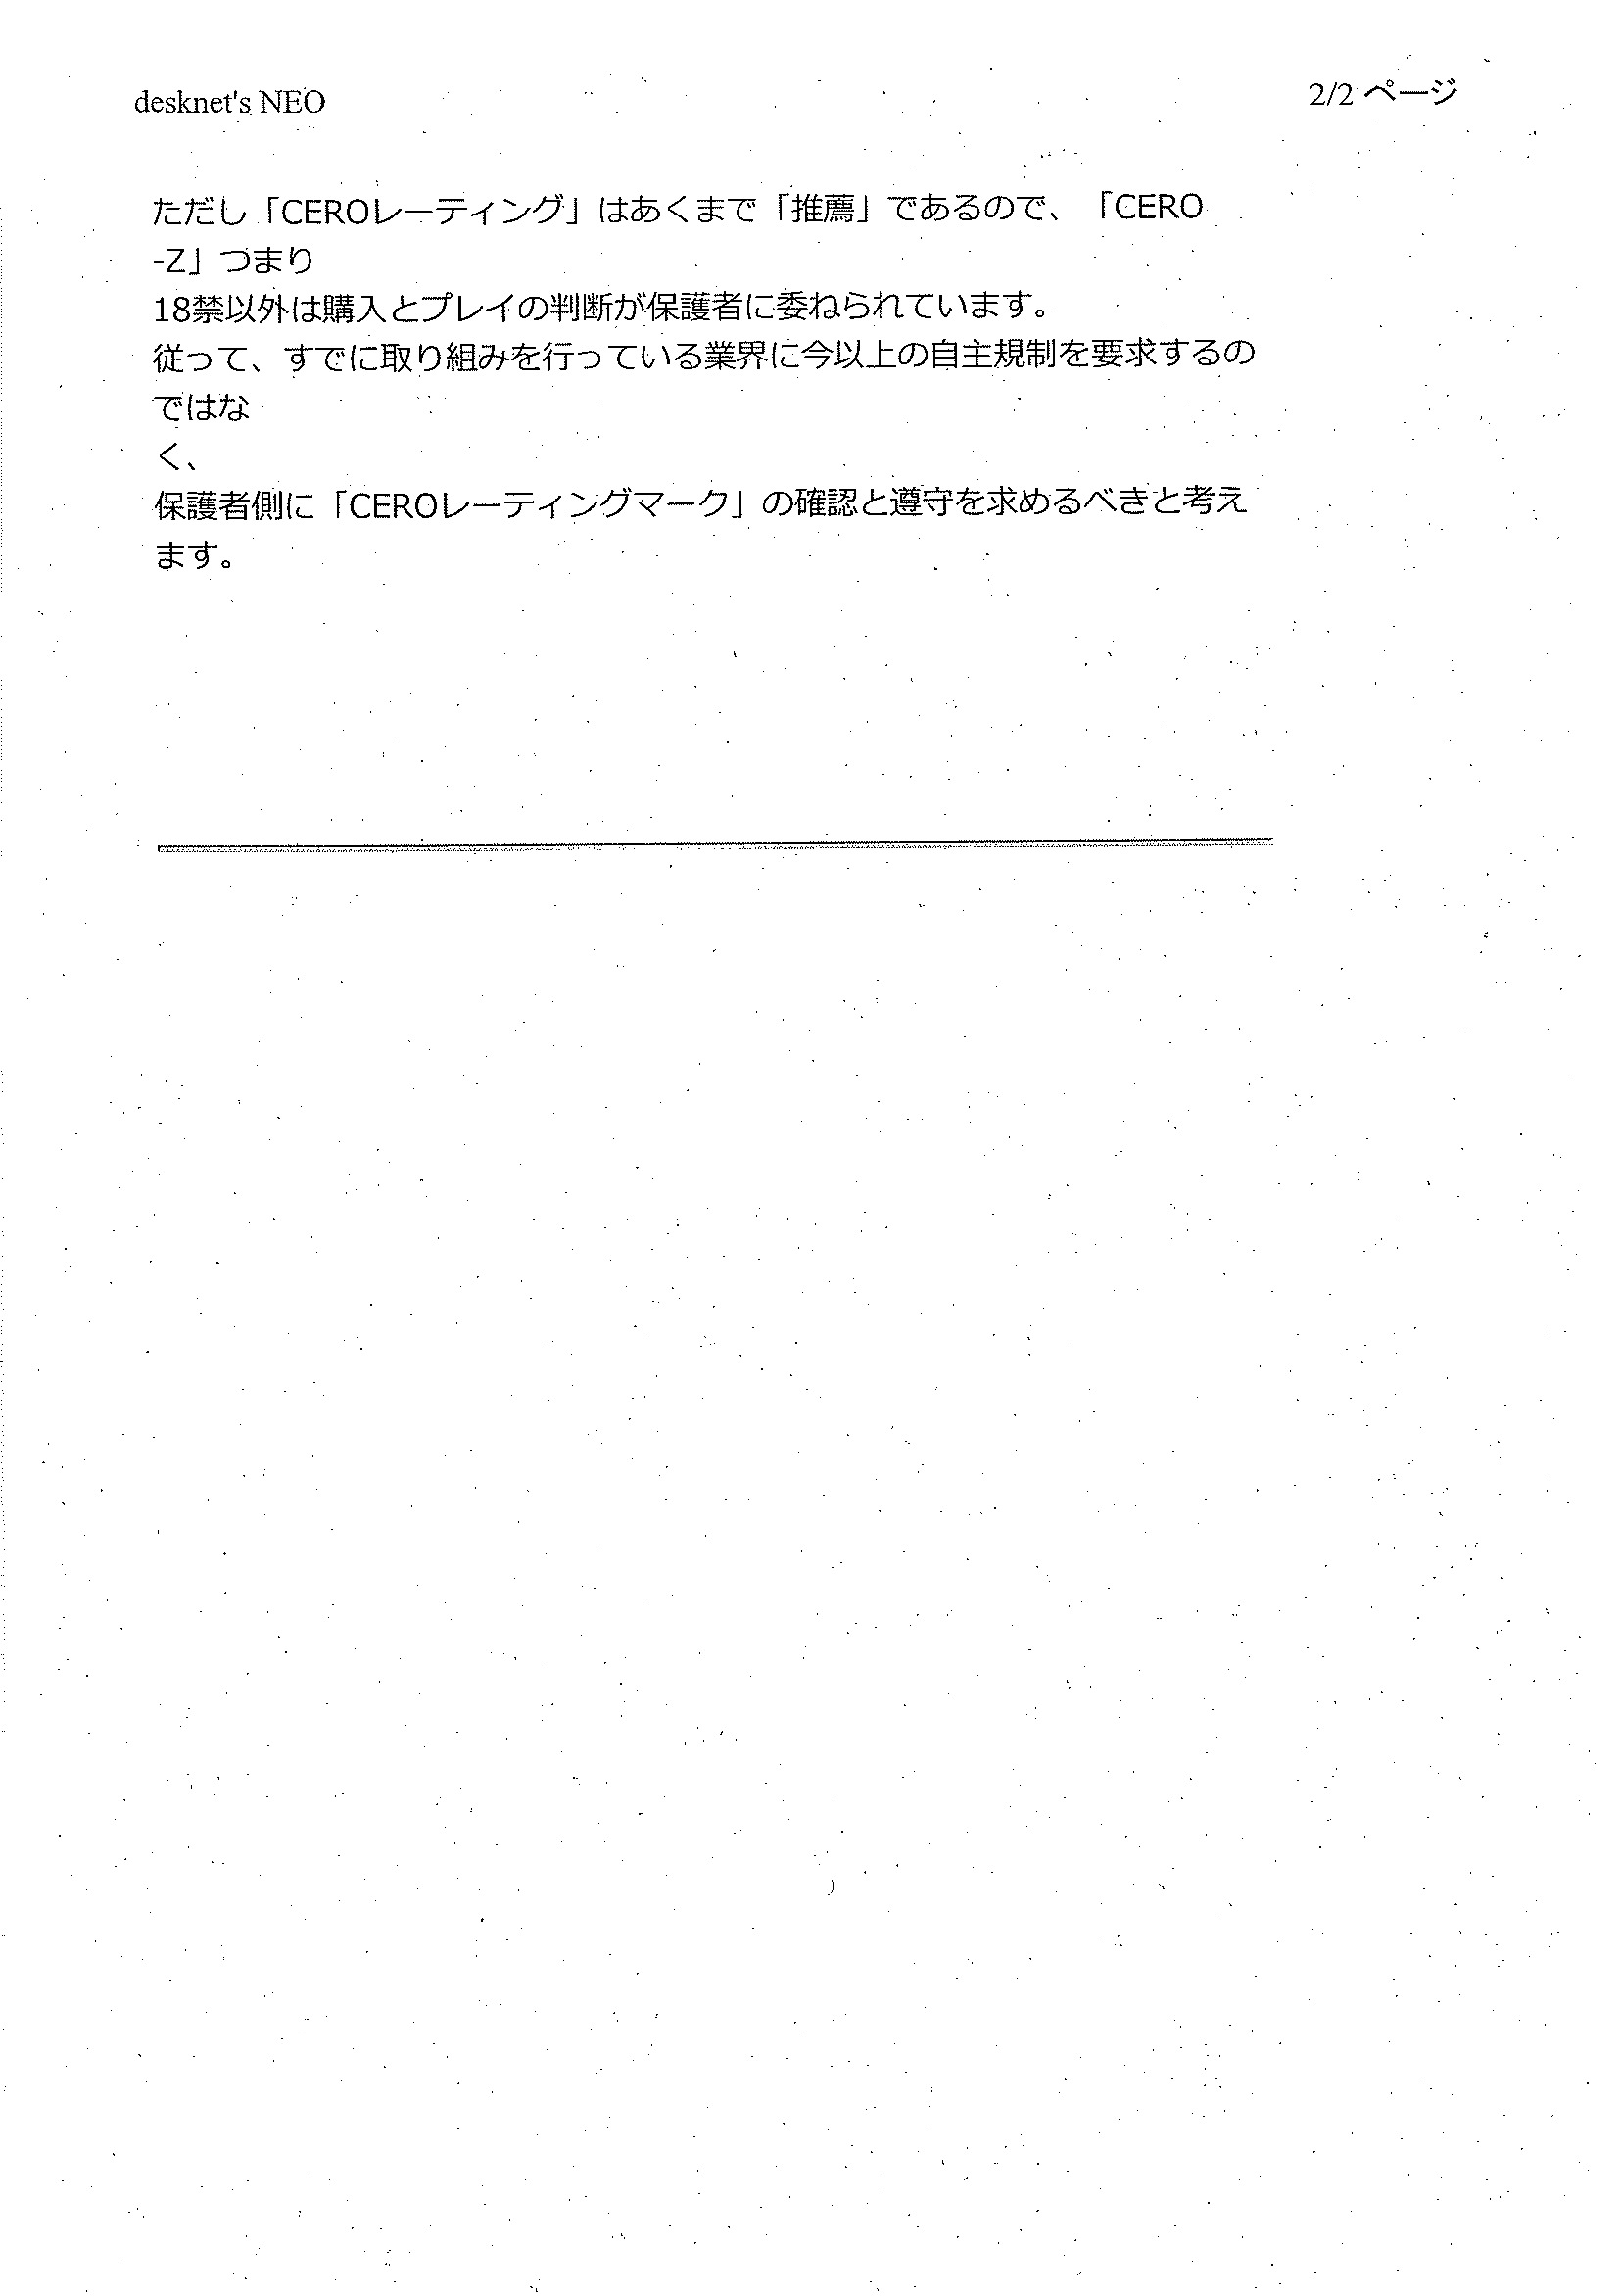 desknet's NEO
2/2 ページ
ただし「CEROレーティング」はあくまで「推薦」であるので、「CERO
-Z」つまり
18禁以外は購入とプレイの判断が保護者に委ねられています。
従って、すでに取り組みを行っている業界に今以上の自主規制を要求するの
ではな
く、
保護者側に「CEROレーティングマーク」の確認と遵守を求めるべきと考え
ます。